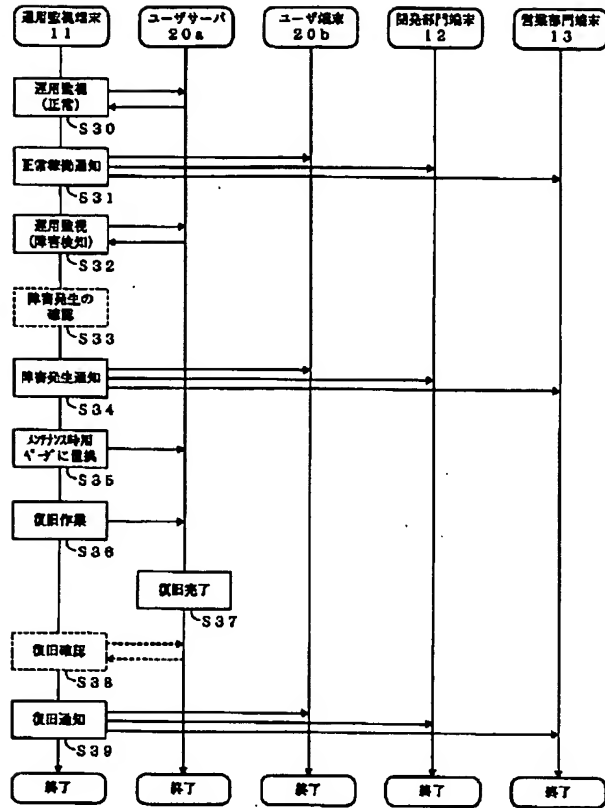 運用監視端末
11
ユーザサーバ
20a
ユーザ端末
20b
開発部門端末
12
営業部門端末
13
運用監視
(正常)
S30
正常稼働通知
S31
運用監視
(障害検知)
S32
障害発生の
確認
S33
障害発生通知
S34
メンテナンス時用
ページに置換
S35
復旧作業
S36
復旧完了
S37
復旧確認
S38
復旧通知
S39
終了
終了
終了
終了
終了